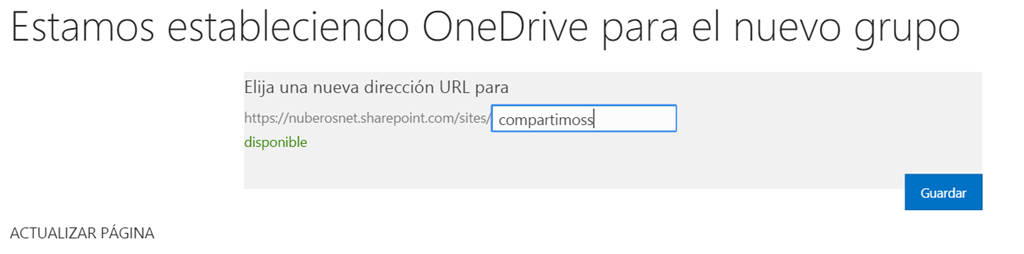 Estamos estableciendo OneDrive para el nuevo grupo
Elija una nueva dirección URL para
https://nuberosnet.sharepoint.com/sites/ compartimoss
disponible
Guardar
ACTUALIZAR PÁGINA